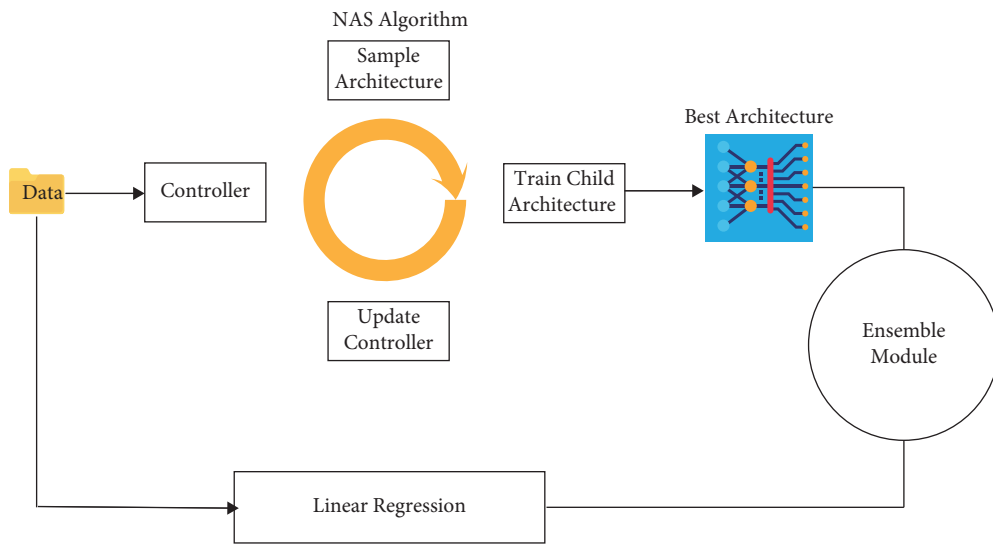 NAS Algorithm
Sample
Architecture
Best Architecture
Data
Controller
Train Child
Architecture
Update
Controller
Ensemble
Module
Linear Regression